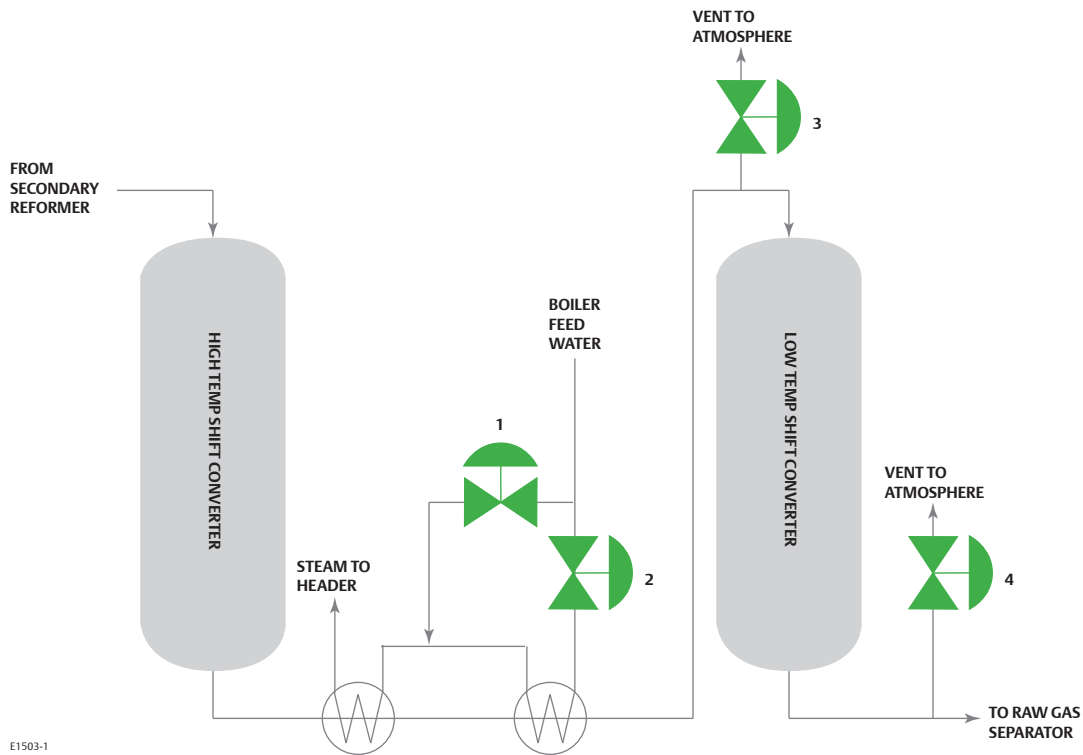 VENT TO
ATMOSPHERE
3
FROM
SECONDARY
REFORMER
HIGH TEMP SHIFT CONVERTER
BOILER
FEED
WATER
LOW TEMP SHIFT CONVERTER
1
VENT TO
ATMOSPHERE
STEAM TO
HEADER
2
4
TO RAW GAS
SEPARATOR
E1503-1